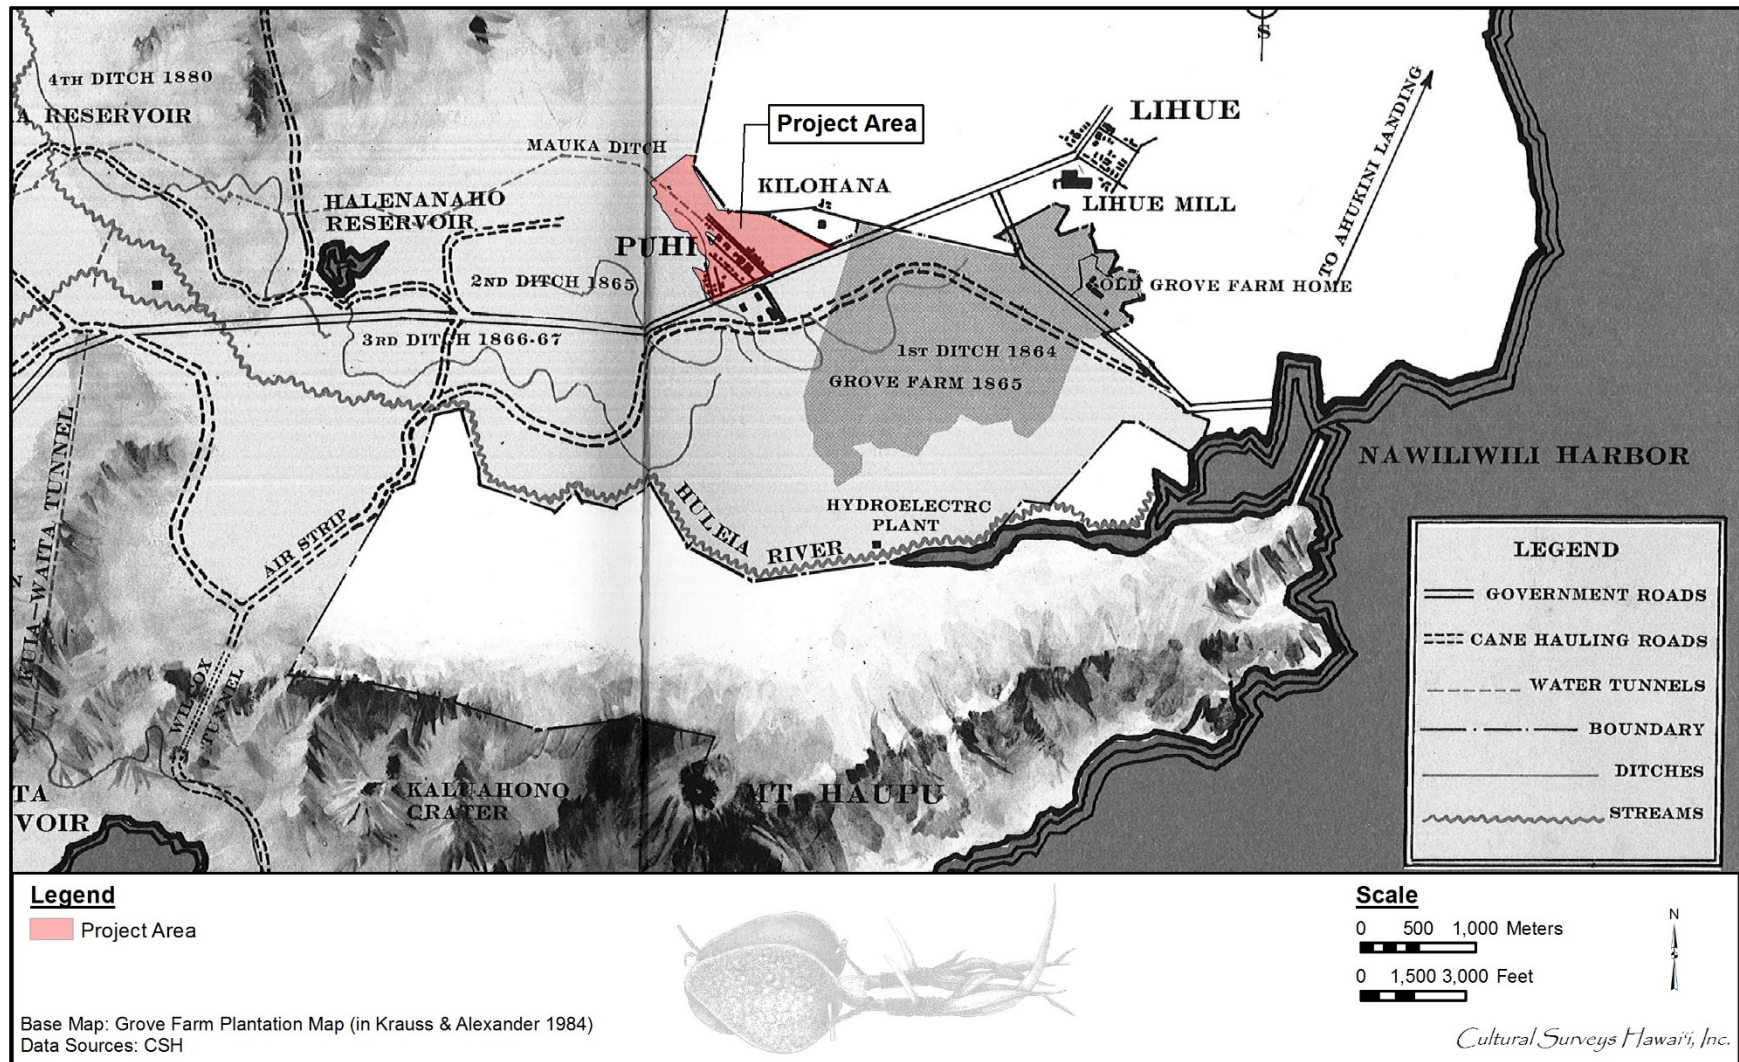 S
4TH DITCH 1880
A RESERVOIR
MAUKA DITCH
Project Area
LIHUE
KILOHANA
LIHUE MILL
TO AHUKINI LANDING
HALENANAHO
RESERVOIR
PUHI
2ND DITCH 1865
OLD GROVE FARM HOME
3RD DITCH 1866-67
1ST DITCH 1864
GROVE FARM 1865
NAWILIWILI HARBOR
KUIA-WAITA TUNNEL
AIR STRIP
HULEIA
RIVER
HYDROELECTRC
PLANT
WILCOX
TUNNEL
KALUAHONO
CRATER
MT HAUPU
TA
VOIR
LEGEND
GOVERNMENT ROADS
CANE HAULING ROADS
WATER TUNNELS
BOUNDARY
DITCHES
STREAMS
Legend
Project Area
Base Map: Grove Farm Plantation Map (in Krauss & Alexander 1984)
Data Sources: CSH
Scale
0 500 1,000 Meters
0 1,500 3,000 Feet
N
Cultural Surveys Hawai‘i, Inc.